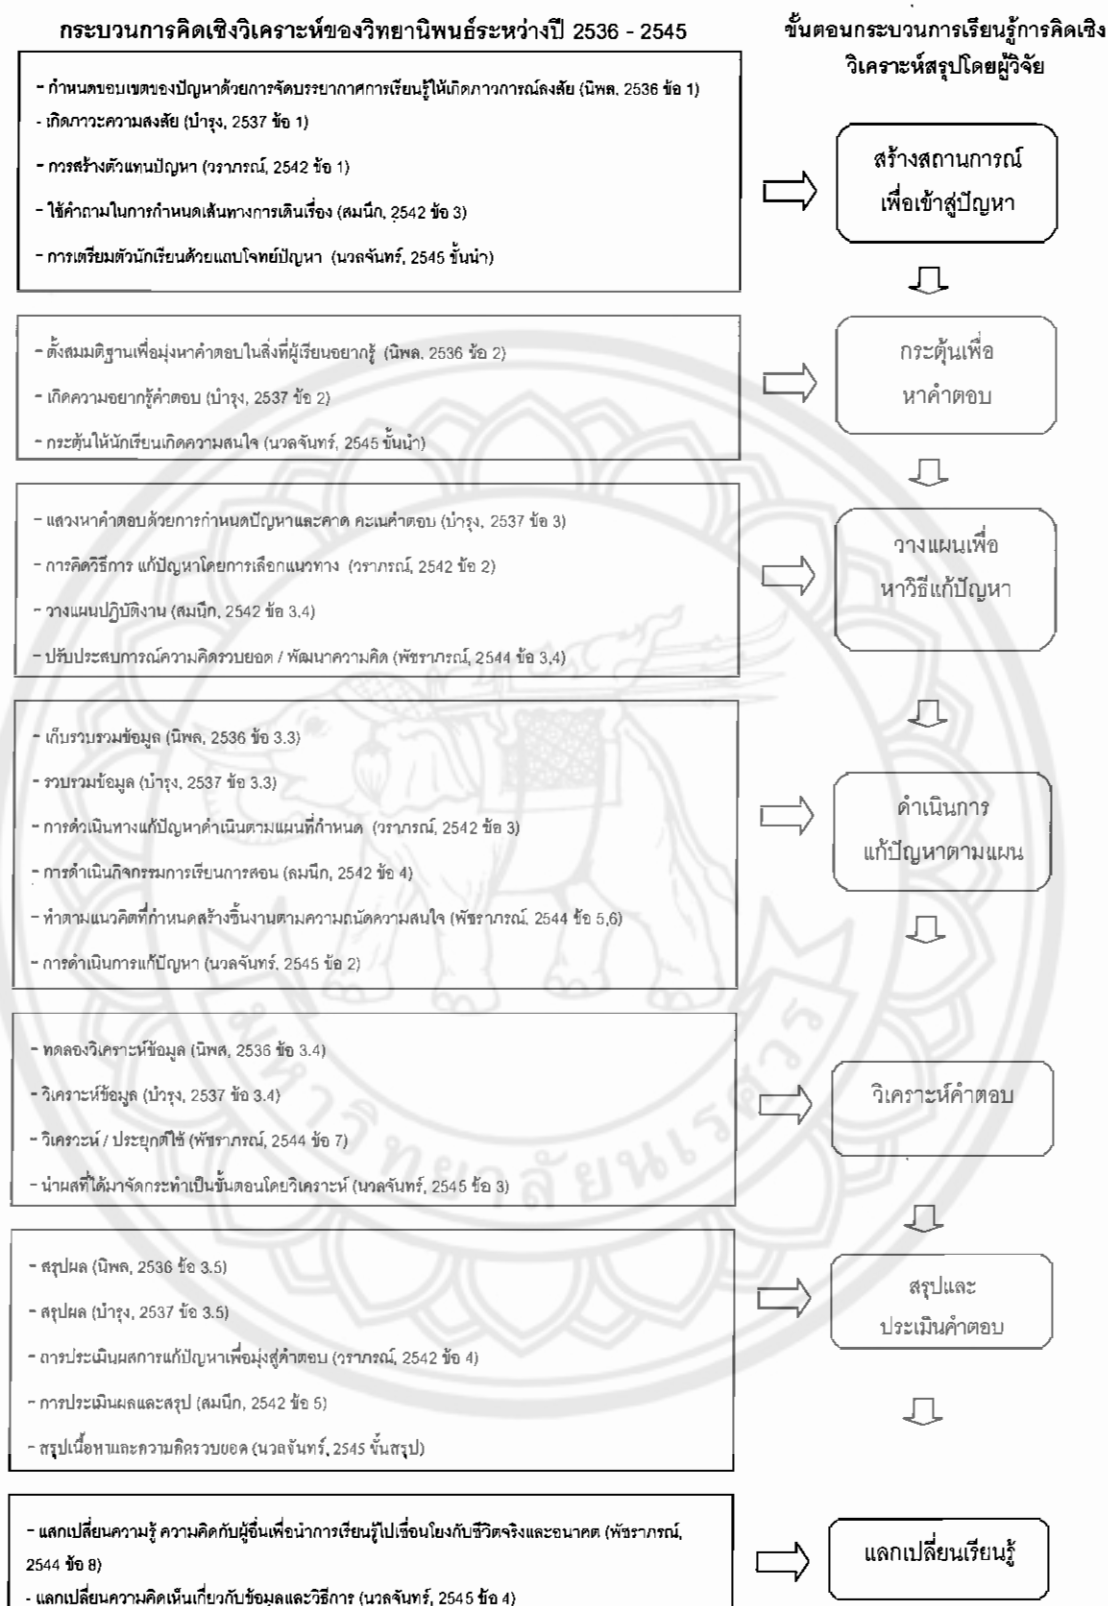 กระบวนการคิดเชิงวิเคราะห์ของวิทยานิพนธ์ระหว่างปี 2536 - 2545
ขั้นตอนกระบวนการเรียนรู้การคิดเชิง
วิเคราะห์สรุปโดยผู้วิจัย
- กำหนดขอบเขตของปัญหาด้วยการจัดบรรยากาศการเรียนรู้ให้เกิดภาวการณ์สงสัย (นิพล, 2536 ข้อ 1)
- เกิดภาวะความสงสัย (บำรุง, 2537 ข้อ 1)
- การสร้างตัวแทนปัญหา (วราภรณ์, 2542 ข้อ 1)
- ใช้คำถามในการกำหนดเส้นทางการเดินเรื่อง (สมนึก, 2542 ข้อ 3)
- การเตรียมตัวนักเรียนด้วยแถบโจทย์ปัญหา (นวลจันทร์, 2545 ขั้นนำ)
สร้างสถานการณ์
เพื่อเข้าสู่ปัญหา
- ตั้งสมมติฐานเพื่อมุ่งหาคำตอบในสิ่งที่ผู้เรียนอยากรู้ (นิพล, 2536 ข้อ 2)
- เกิดความอยากรู้คำตอบ (บำรุง, 2537 ข้อ 2)
- กระตุ้นให้นักเรียนเกิดความสนใจ (นวลจันทร์, 2545 ขั้นนำ)
กระตุ้นเพื่อ
หาคำตอบ
- แสวงหาคำตอบด้วยการกำหนดปัญหาและคาด คะเนคำตอบ (บำรุง, 2537 ข้อ 3)
- การคิดวิธีการ แก้ปัญหาโดยการเลือกแนวทาง (วราภรณ์, 2542 ข้อ 2)
- วางแผนปฏิบัติงาน (สมนึก, 2542 ข้อ 3,4)
- ปรับประสบการณ์ความคิดรวบยอด / พัฒนาความคิด (พัชราภรณ์, 2544 ข้อ 3,4)
วางแผนเพื่อ
หาวิธีแก้ปัญหา
- เก็บรวบรวมข้อมูล (นิพล, 2536 ข้อ 3.3)
- รวบรวมข้อมูล (บำรุง, 2537 ข้อ 3.3)
- การดำเนินทางแก้ปัญหาดำเนินตามแผนที่กำหนด (วราภรณ์, 2542 ข้อ 3)
- การดำเนินกิจกรรมการเรียนการสอน (สมนึก, 2542 ข้อ 4)
- ทำตามแนวคิดที่กำหนดสร้างชิ้นงานตามความถนัดความสนใจ (พัชราภรณ์, 2544 ข้อ 5,6)
- การดำเนินการแก้ปัญหา (นวลจันทร์, 2545 ข้อ 2)
ดำเนินการ
แก้ปัญหาตามแผน
- ทดลองวิเคราะห์ข้อมูล (นิพล, 2536 ข้อ 3.4)
- วิเคราะห์ข้อมูล (บำรุง, 2537 ข้อ 3.4)
- วิเคราะห์ / ประยุกต์ใช้ (พัชราภรณ์, 2544 ข้อ 7)
- นำผลที่ได้มาจัดกระทำเป็นขั้นตอนโดยวิเคราะห์ (นวลจันทร์, 2545 ข้อ 3)
วิเคราะห์คำตอบ
มหาวิทยาลัยนเรศวร
- สรุปผล (นิพล, 2536 ข้อ 3.5)
- สรุปผล (บำรุง, 2537 ข้อ 3.5)
- การประเมินผลการแก้ปัญหาเพื่อมุ่งสู่คำตอบ (วราภรณ์, 2542 ข้อ 4)
- การประเมินผลและสรุป (สมนึก, 2542 ข้อ 5)
- สรุปเนื้อหาและความคิดรวบยอด (นวลจันทร์, 2545 ขั้นสรุป)
สรุปและ
ประเมินคำตอบ
- แลกเปลี่ยนความรู้ ความคิดกับผู้อื่นเพื่อนำการเรียนรู้ไปเชื่อมโยงกับชีวิตจริงและอนาคต (พัชราภรณ์,
2544 ข้อ 8)
- แลกเปลี่ยนความคิดเห็นเกี่ยวกับข้อมูลและวิธีการ (นวลจันทร์, 2545 ข้อ 4)
แลกเปลี่ยนเรียนรู้